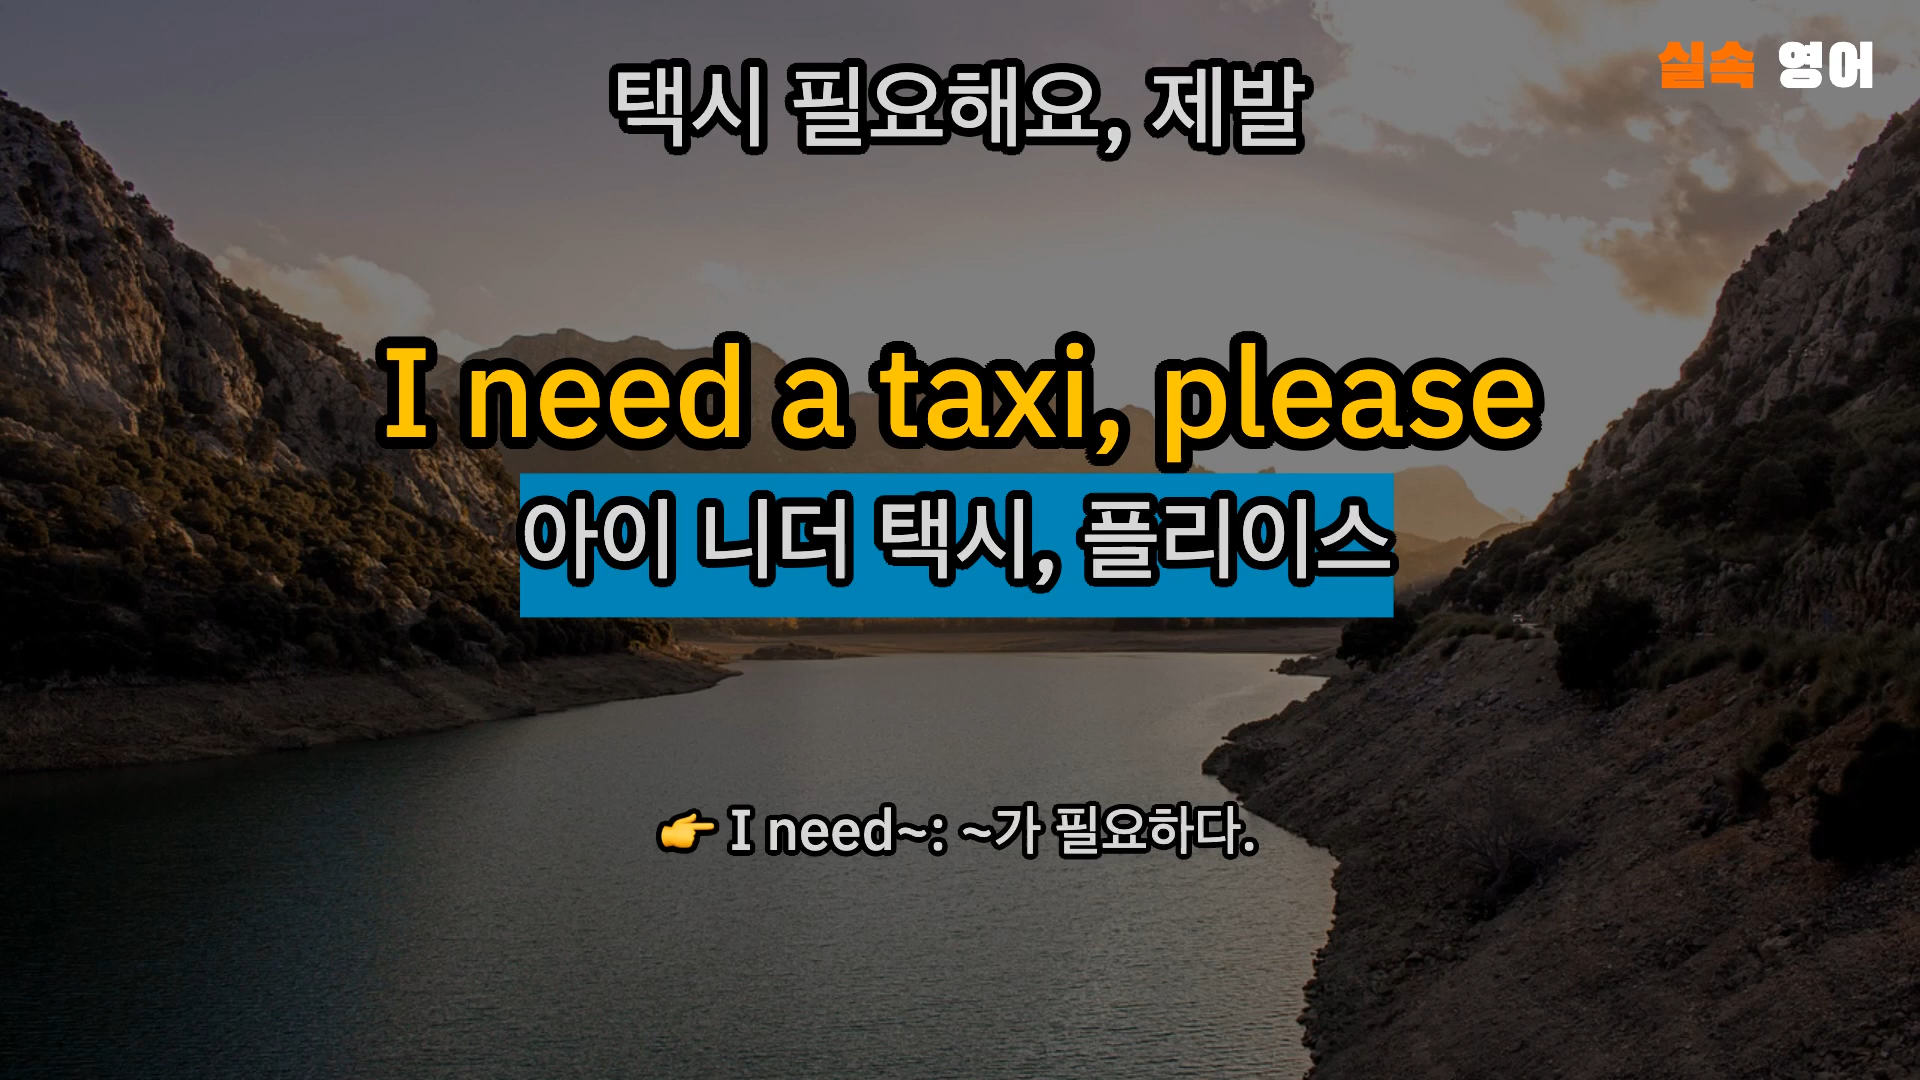 실속 영어
택시 필요해요, 제발
I need a taxi, please
아이 니더 택시, 플리이스
👉 I need~: ~가 필요하다.